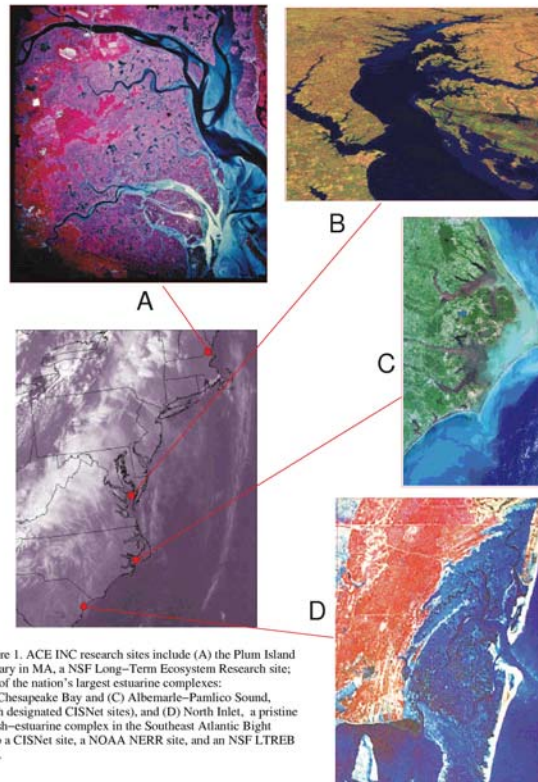 A
B
C
D
re 1. ACE INC research sites include (A) the Plum Island
ary in MA, a NSF Long–Term Ecosystem Research site;
of the nation's largest estuarine complexes:
Chesapeake Bay and (C) Albemarle–Pamlico Sound,
h designated CISNet sites), and (D) North Inlet, a pristine
sh–estuarine complex in the Southeast Atlantic Bight
o a CISNet site, a NOAA NERR site, and an NSF LTREB